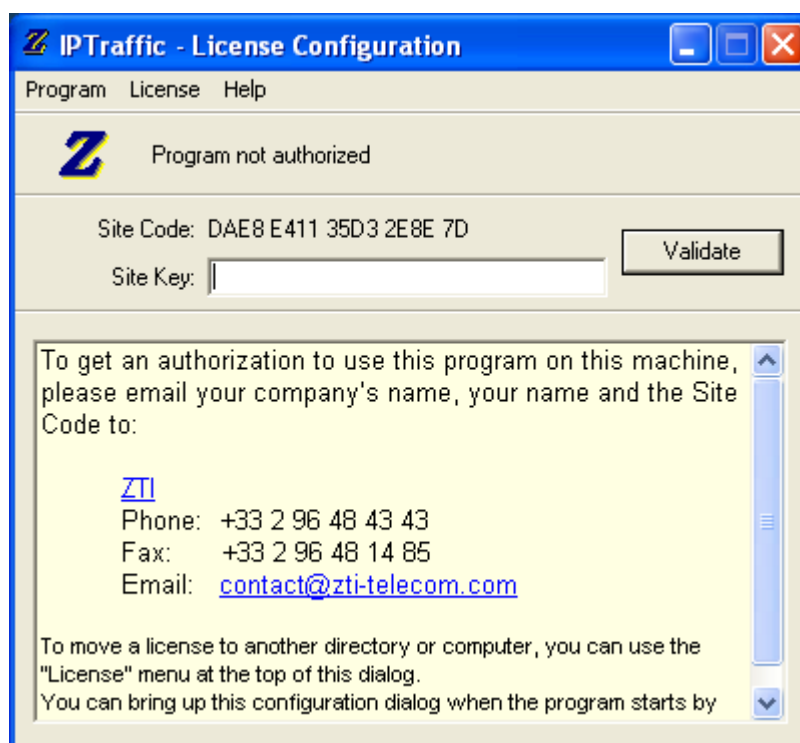 IPTraffic - License Configuration
Program License Help
Program not authorized
Site Code: DAE8 E411 35D3 2E8E 7D
Validate
Site Key:
To get an authorization to use this program on this machine,
please email your company's name, your name and the Site
Code to:
ZTI
Phone: +33 2 96 48 43 43
Fax: +33 2 96 48 14 85
Email: contact@zti-telecom.com
To move a license to another directory or computer, you can use the
"License" menu at the top of this dialog.
You can bring up this configuration dialog when the program starts by